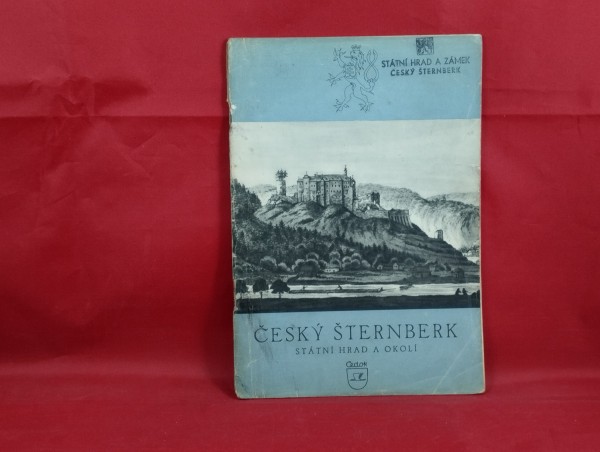 STÁTNÍ HRAD A ZÁMEK
ČESKÝ ŠTERNBERK
ČESKÝ ŠTERNBERK
STÁTNÍ HRAD A OKOLÍ